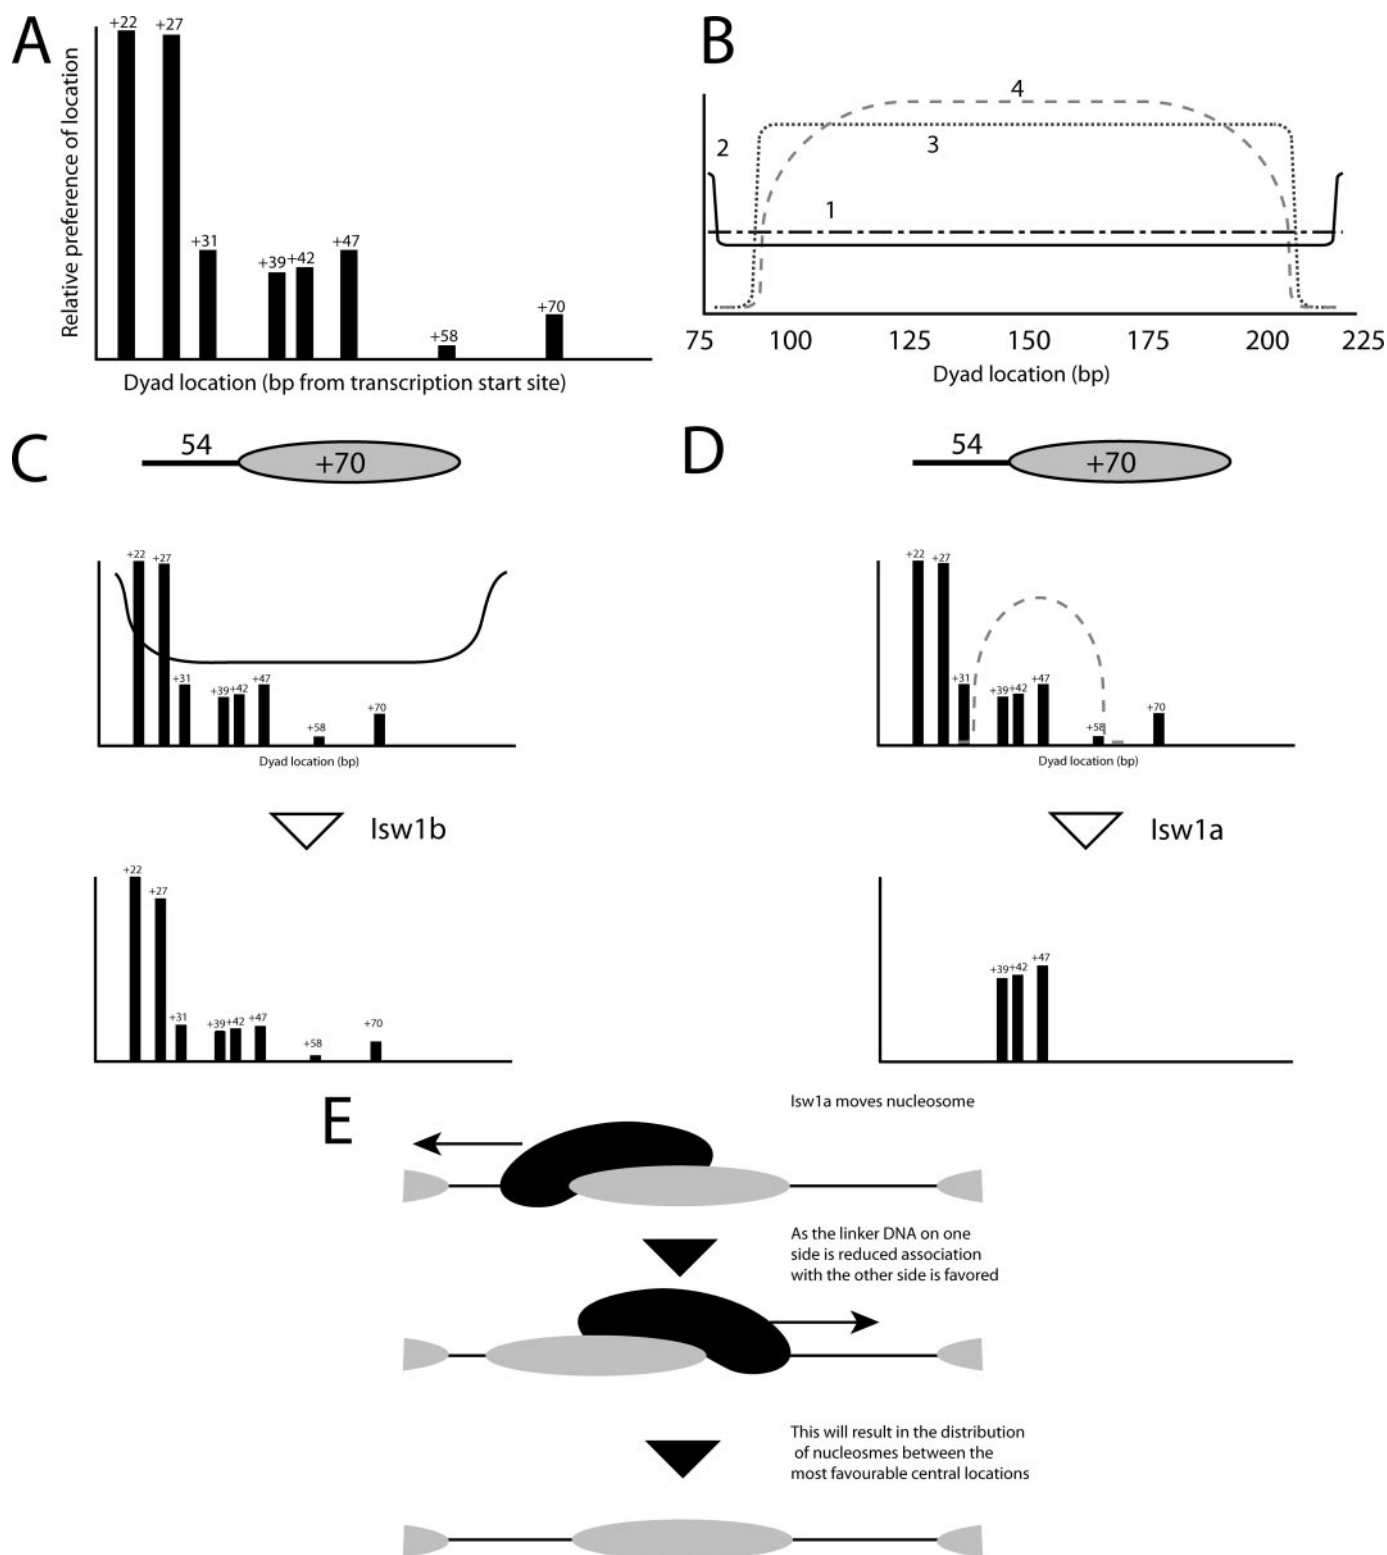 A
Relative preference of location
+22
+27
+31
+39
+42
+47
+58
+70
Dyad location (bp from transcription start site)
B
1
2
3
4
75
100
125
150
175
200
225
Dyad location (bp)
C
54
+70
+22
+27
+31
+39
+42
+47
+58
+70
Dyad location (bp)
Isw1b
+22
+27
+31
+39
+42
+47
+58
+70
D
54
+70
+22
+27
+31
+39
+42
+47
+58
+70
Dyad location (bp)
Isw1a
+39
+42
+47
E
Isw1a moves nucleosome
As the linker DNA on one
side is reduced association
with the other side is favored
This will result in the distribution
of nucleosmes between the
most favourable central locations